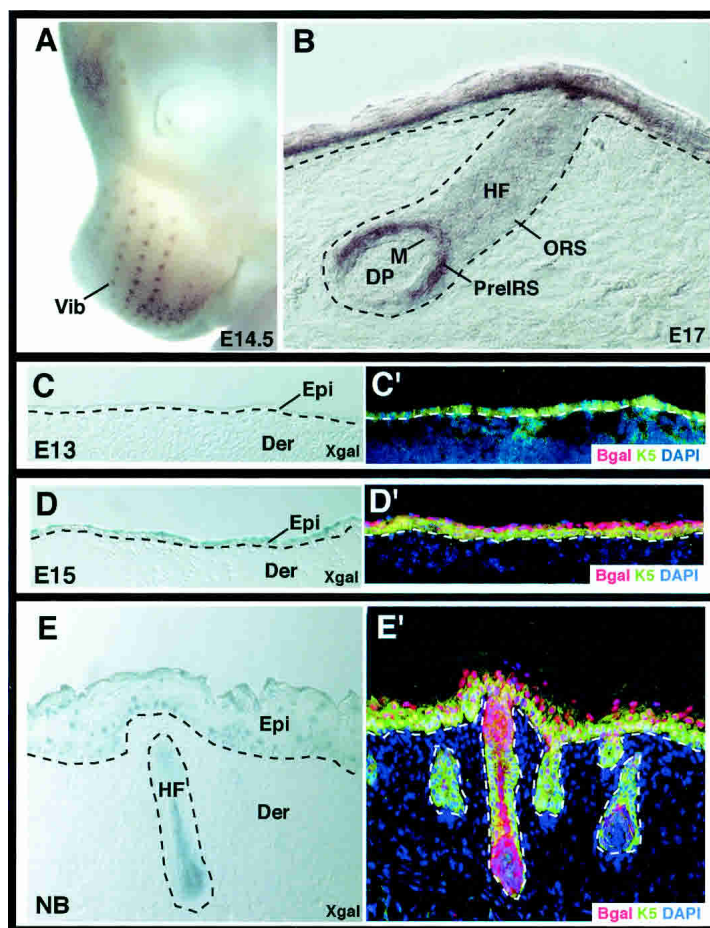 A
Vib
E14.5
B
HF
M
DP
ORS
PreIRS
E17
C
Epi
E13
Der
Xgal
C'
Bgal K5 DAPI
D
Epi
E15
Der
Xgal
D'
Bgal K5 DAPI
E
Epi
HF
Der
NB
Xgal
E'
Bgal K5 DAPI